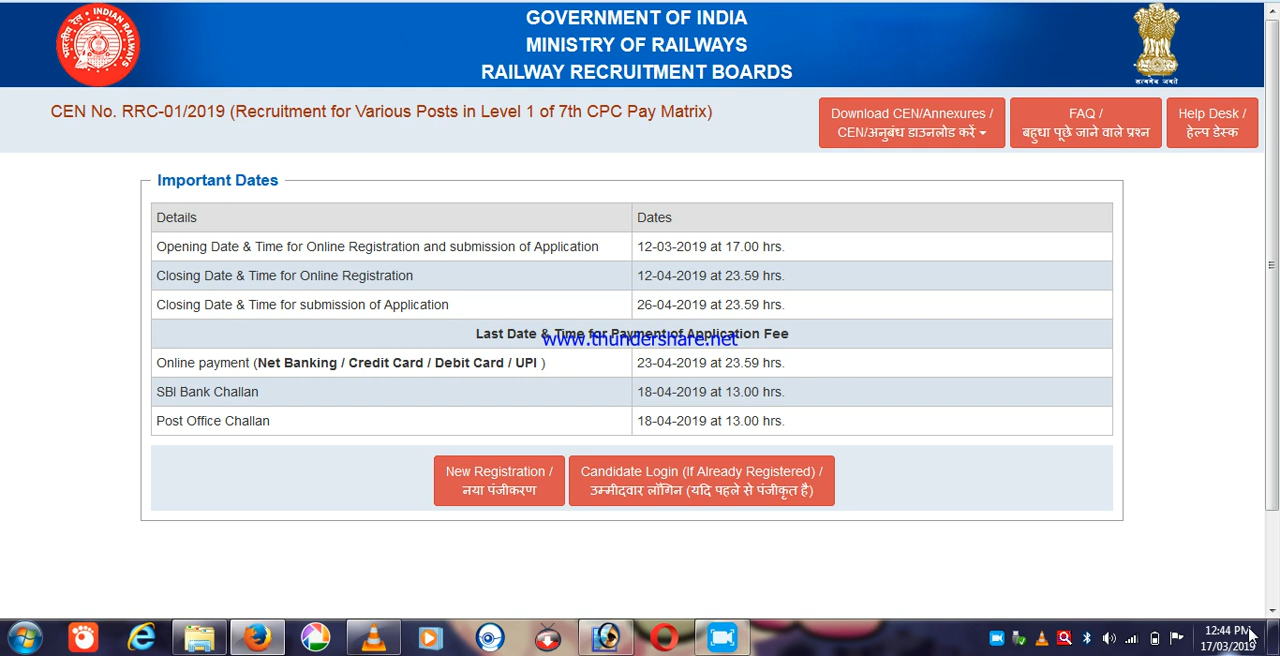 GOVERNMENT OF INDIA
MINISTRY OF RAILWAYS
RAILWAY RECRUITMENT BOARDS
INDIAN RAILWAYS
भारतीय रेल
सत्यमेव जयते
CEN No. RRC-01/2019 (Recruitment for Various Posts in Level 1 of 7th CPC Pay Matrix)
Download CEN/Annexures /
CEN/अनुबंध डाउनलोड करें
FAQ /
बहुधा पूछे जाने वाले प्रश्न
Help Desk /
हेल्प डेस्क
Important Dates
Details Dates
Opening Date & Time for Online Registration and submission of Application 12-03-2019 at 17.00 hrs.
Closing Date & Time for Online Registration 12-04-2019 at 23.59 hrs.
Closing Date & Time for submission of Application 26-04-2019 at 23.59 hrs.
Last Date & Time for Payment of Application Fee
www.thundershare.net
Online payment (Net Banking / Credit Card / Debit Card / UPI ) 23-04-2019 at 23.59 hrs.
SBI Bank Challan 18-04-2019 at 13.00 hrs.
Post Office Challan 18-04-2019 at 13.00 hrs.
New Registration /
नया पंजीकरण
Candidate Login (If Already Registered) /
उम्मीदवार लॉगिन (यदि पहले से पंजीकृत है)
12:44 PM
17/03/2019